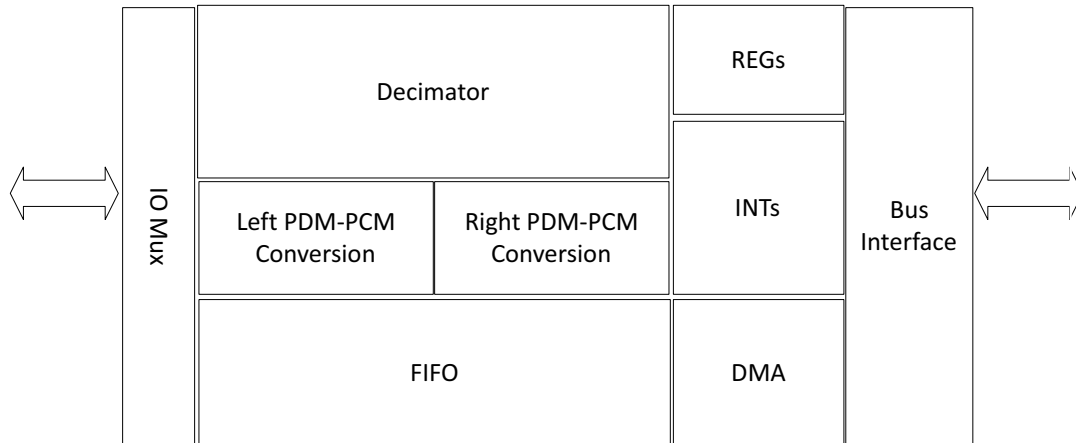 IO Mux
Decimator
Left PDM-PCM
Conversion
Right PDM-PCM
Conversion
FIFO
REGs
INTs
DMA
Bus
Interface